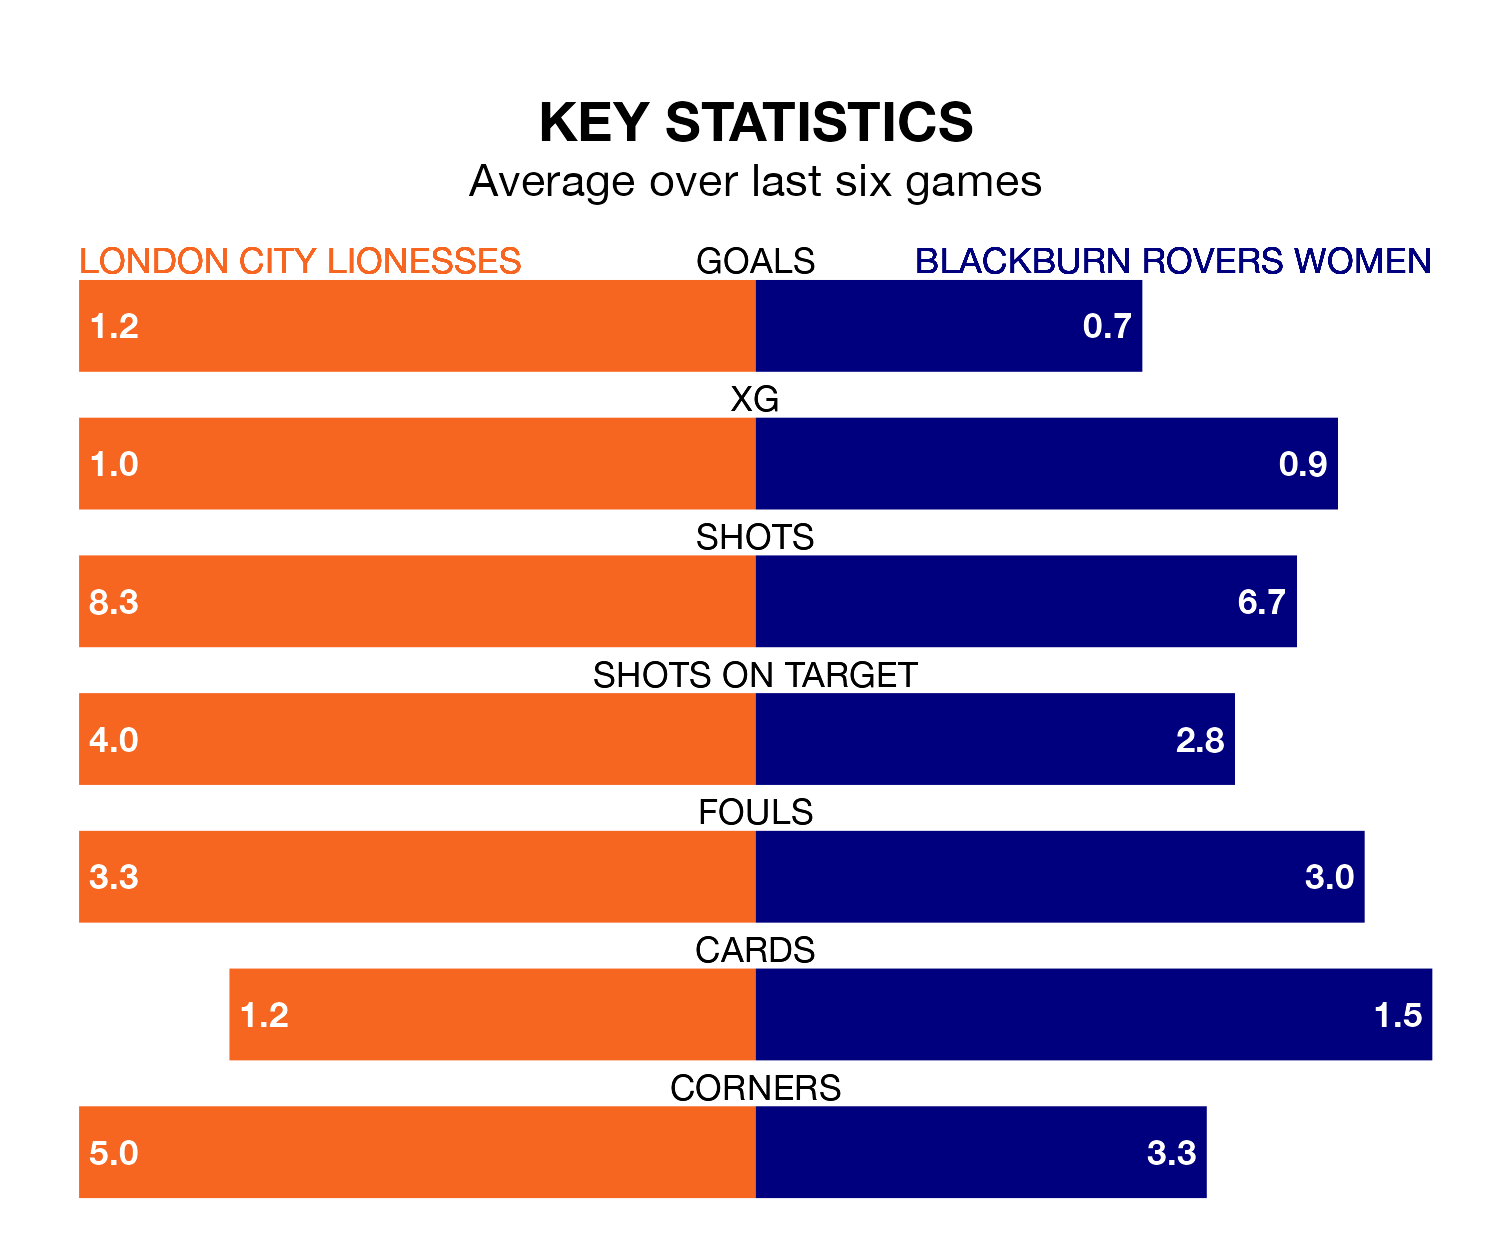 KEY STATISTICS
Average over last six games
LONDON CITY LIONESSES GOALS BLACKBURN ROVERS WOMEN
1.2 0.7
XG
1.0 0.9
SHOTS
8.3 6.7
SHOTS ON TARGET
4.0 2.8
FOULS
3.3 3.0
CARDS
1.2 1.5
CORNERS
5.0 3.3